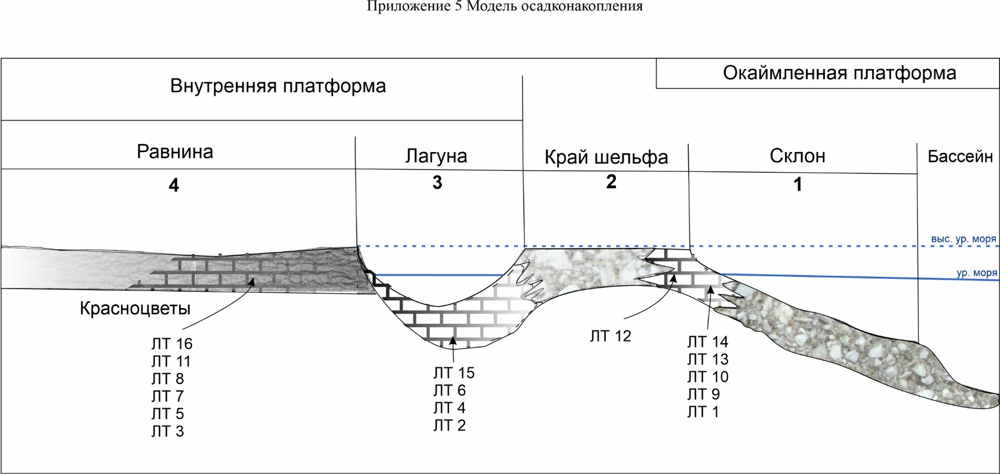 Приложение 5 Модель осадконакопления
Окаймленная платформа
Внутренняя платформа
Равнина
Лагуна
Край шельфа
Склон
Бассейн
4
3
2
1
выс. ур. моря
ур. моря
Красноцветы
ЛТ 16
ЛТ 11
ЛТ 8
ЛТ 7
ЛТ 5
ЛТ 3
ЛТ 15
ЛТ 6
ЛТ 4
ЛТ 2
ЛТ 12
ЛТ 14
ЛТ 13
ЛТ 10
ЛТ 9
ЛТ 1